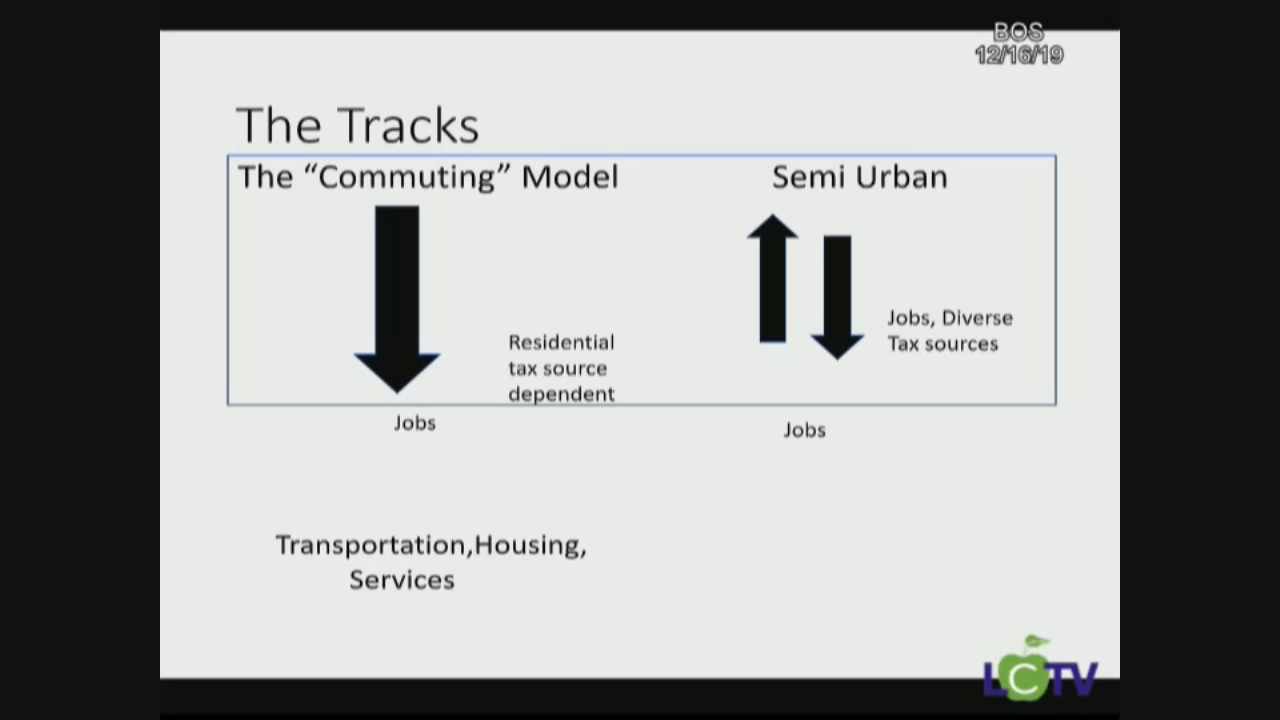 BOS
12/16/19
The Tracks
The “Commuting” Model
Semi Urban
Residential
tax source
dependent
Jobs, Diverse
Tax sources
Jobs
Jobs
Transportation,Housing,
Services
LCTV